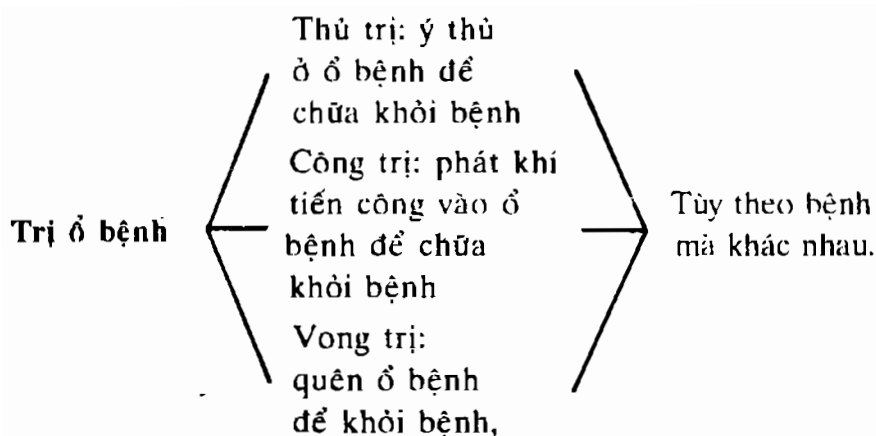 Thủ trị: ý thủ
ở ổ bệnh để
chữa khỏi bệnh
Công trị: phát khí
tiến công vào ổ
bệnh để chữa
khỏi bệnh
Vong trị:
quên ổ bệnh
để khỏi bệnh,
Trị ổ bệnh
Tùy theo bệnh
mà khác nhau.